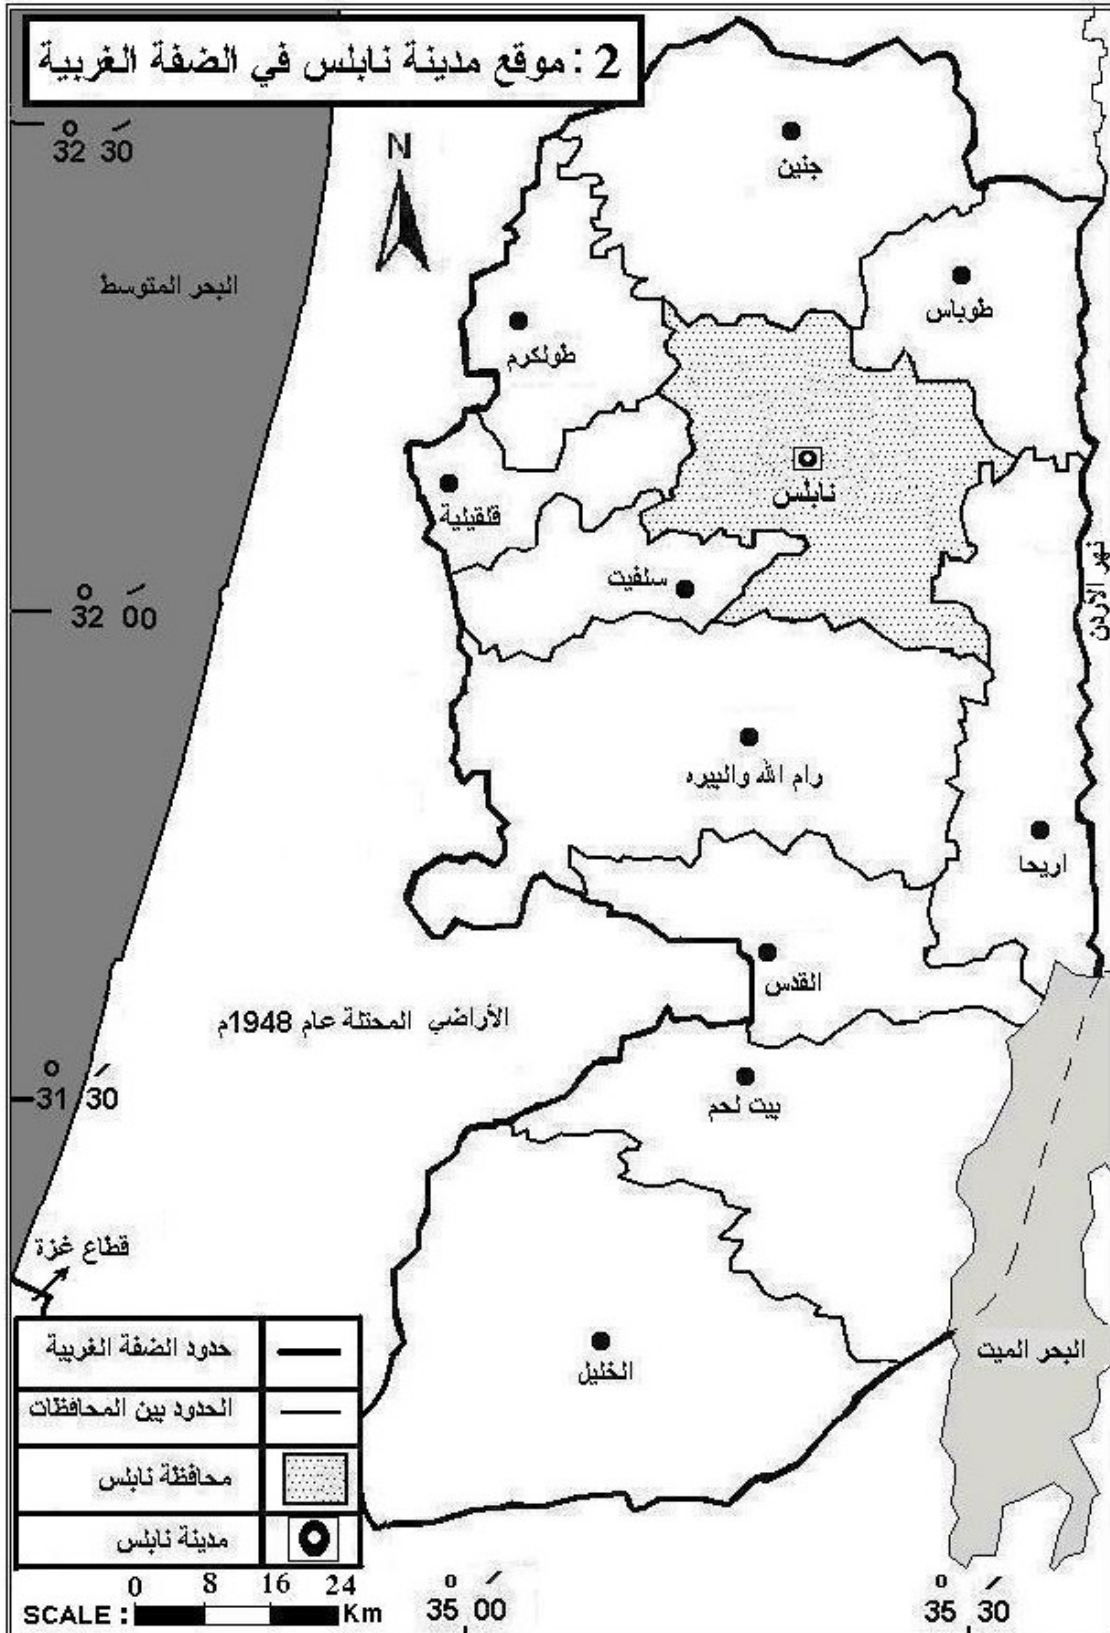 2 : موقع مدينة نابلس في الضفة الغربية
32 30
N
جنين
البحر المتوسط
طوباس
طولكرم
قلقيلية
نابلس
سلفيت
32 00
نهر الأردن
رام الله والبيره
اريحا
القدس
الأراضي المحتلة عام 1948م
31 30
بيت لحم
قطاع غزة
الخليل
البحر الميت
حدود الضفة الغربية
الحدود بين المحافظات
محافظة نابلس
مدينة نابلس
0 8 16 24
SCALE : Km
35 00
35 30